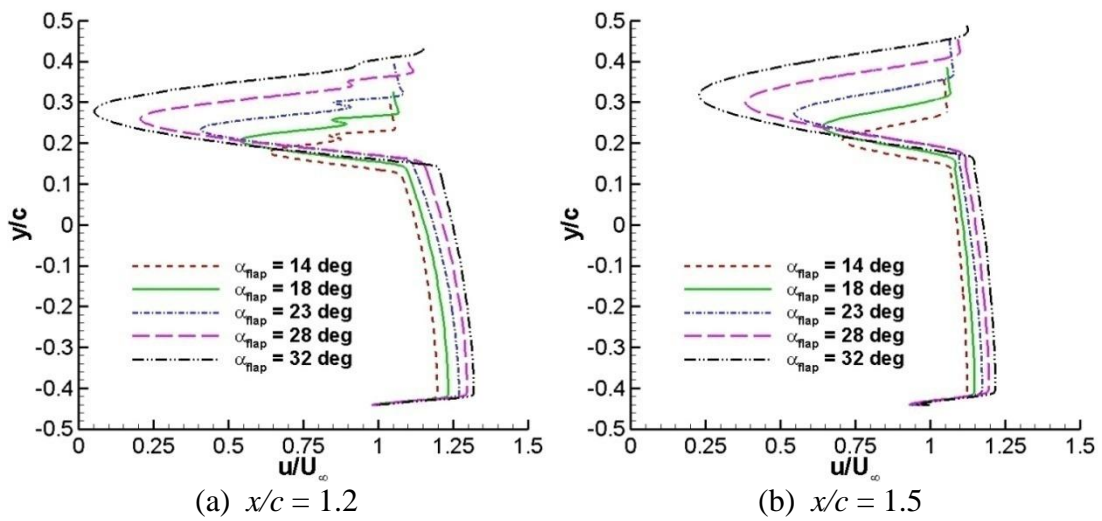 0.5
0.4
0.3
0.2
0.1
0
-0.1
-0.2
-0.3
-0.4
-0.5
y/c
0
0.25
0.5
0.75
1
1.25
1.5
u/U∞
αflap = 14 deg
αflap = 18 deg
αflap = 23 deg
αflap = 28 deg
αflap = 32 deg
(a) x/c = 1.2
0.5
0.4
0.3
0.2
0.1
0
-0.1
-0.2
-0.3
-0.4
-0.5
y/c
0
0.25
0.5
0.75
1
1.25
1.5
u/U∞
αflap = 14 deg
αflap = 18 deg
αflap = 23 deg
αflap = 28 deg
αflap = 32 deg
(b) x/c = 1.5